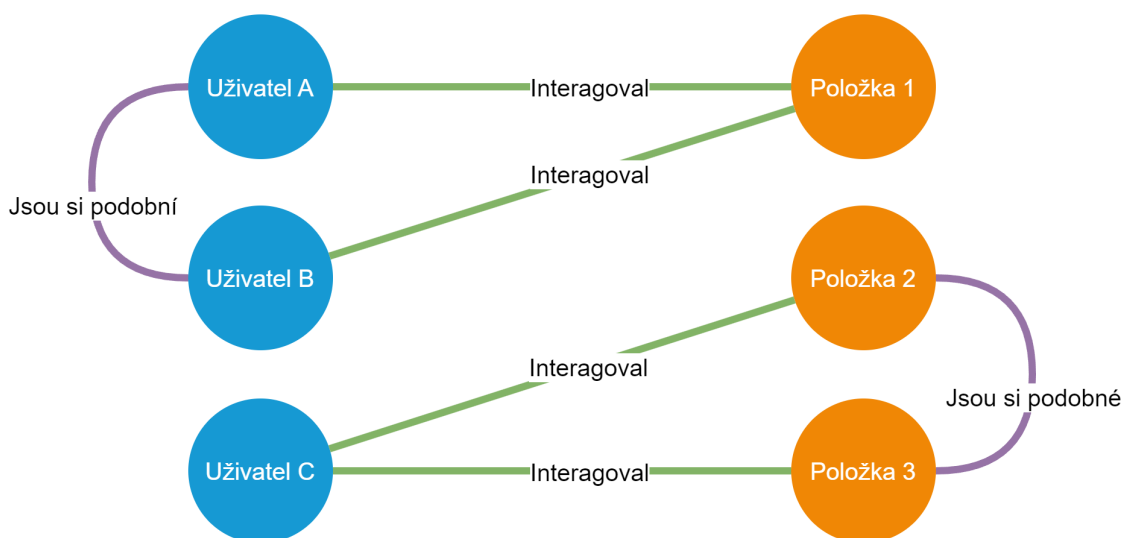 Uživatel A
Interagoval
Položka 1
Interagoval
Jsou si podobní
Uživatel B
Položka 2
Interagoval
Jsou si podobné
Uživatel C
Interagoval
Položka 3